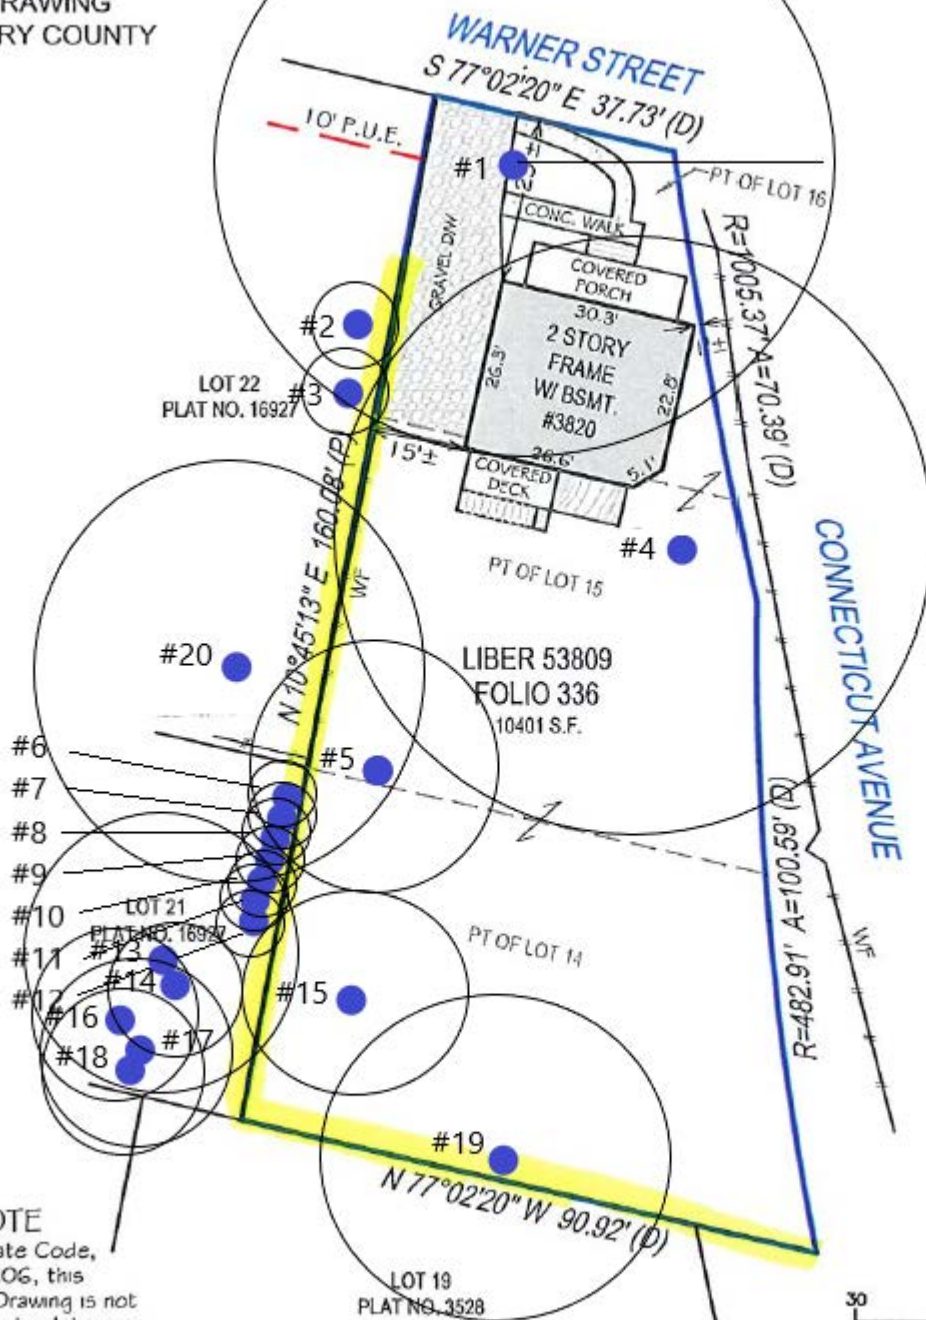 RAWING
RY COUNTY
WARNER STREET
S 77°02'20" E 37.73' (D)
10' P.U.E.
#1
PT OF LOT 16
CONC. WALK
GRAVEL D/W
COVERED
PORCH
R=1005.37' A=70.39' (D)
#2
30.3'
2 STORY
FRAME
W/ BSMT.
#3820
26.3'
22.8'
LOT 22
PLAT NO. 16927
#3
15'±
26.6'
5.1'
COVERED
DECK
N 10°45'13" E 160.08' (P)
WF
#4
PT OF LOT 15
CONNECTICUT AVENUE
#20
LIBER 53809
FOLIO 336
10401 S.F.
#5
#6
#7
#8
#9
#10
#11
#12
LOT 21
PLAT NO. 16927
#13
#14
#15
#16
#17
#18
PT OF LOT 14
R=482.91' A=100.59' (D)
WF
#19
N 77°02'20" W 90.92' (D)
OTE
ate Code,
06, this
Drawing is not
LOT 19
PLAT NO. 3528
30